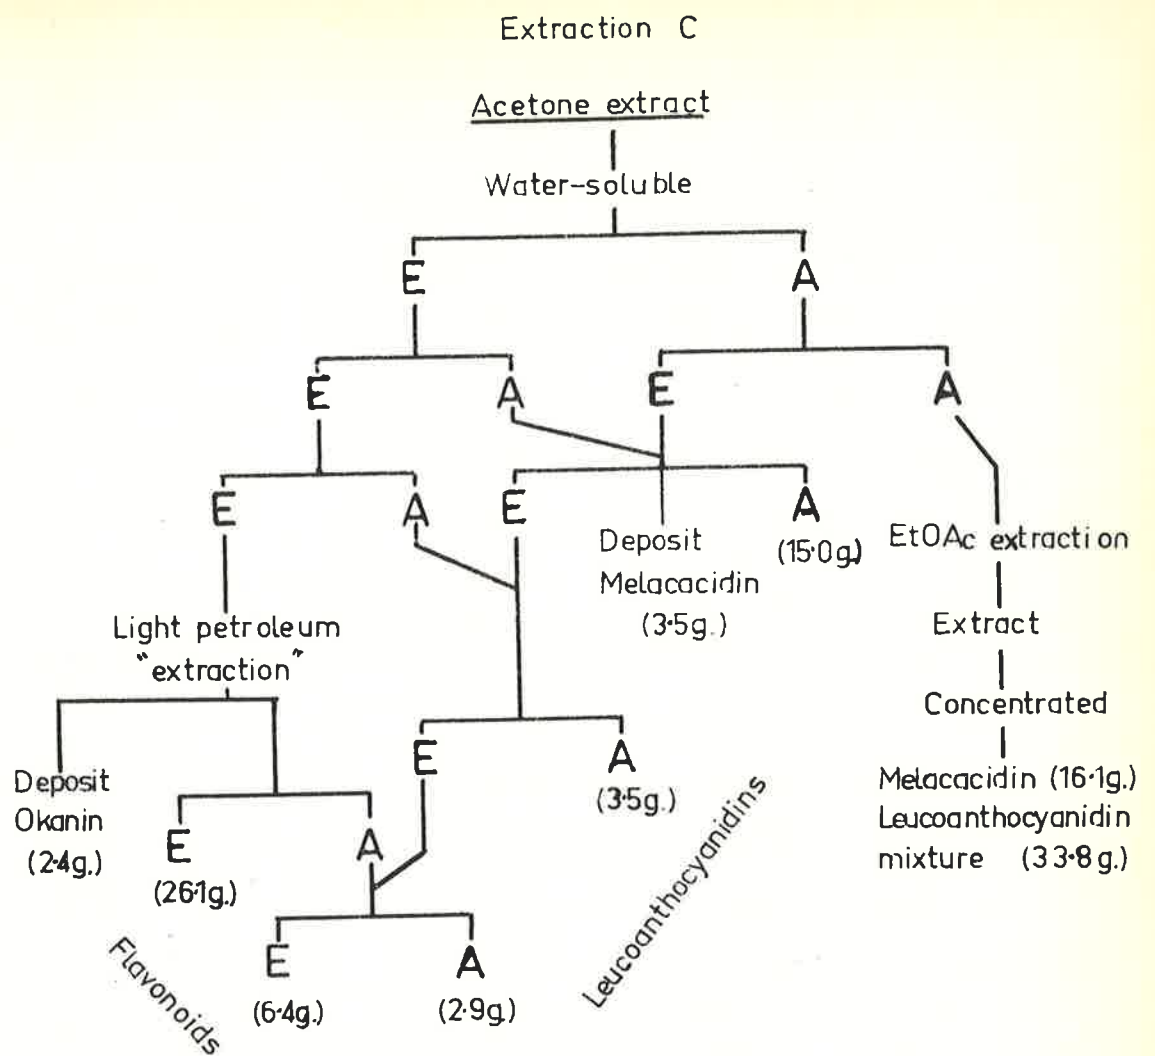 Extraction C
Acetone extract
Water-soluble
E A
E A E A
E A E A
Deposit
Melacacidin
(3·5g.)
(15·0g.)
EtOAc extraction
Extract
Concentrated
Melacacidin (16·1g.)
Leucoanthocyanidin
mixture (33·8g.)
Light petroleum
"extraction"
E A
(3·5g.)
Deposit
Okanin
(2·4g.)
E A
(26·1g.)
E A
(6·4g.) (2·9g.)
Flavonoids
Leucoanthocyanidins